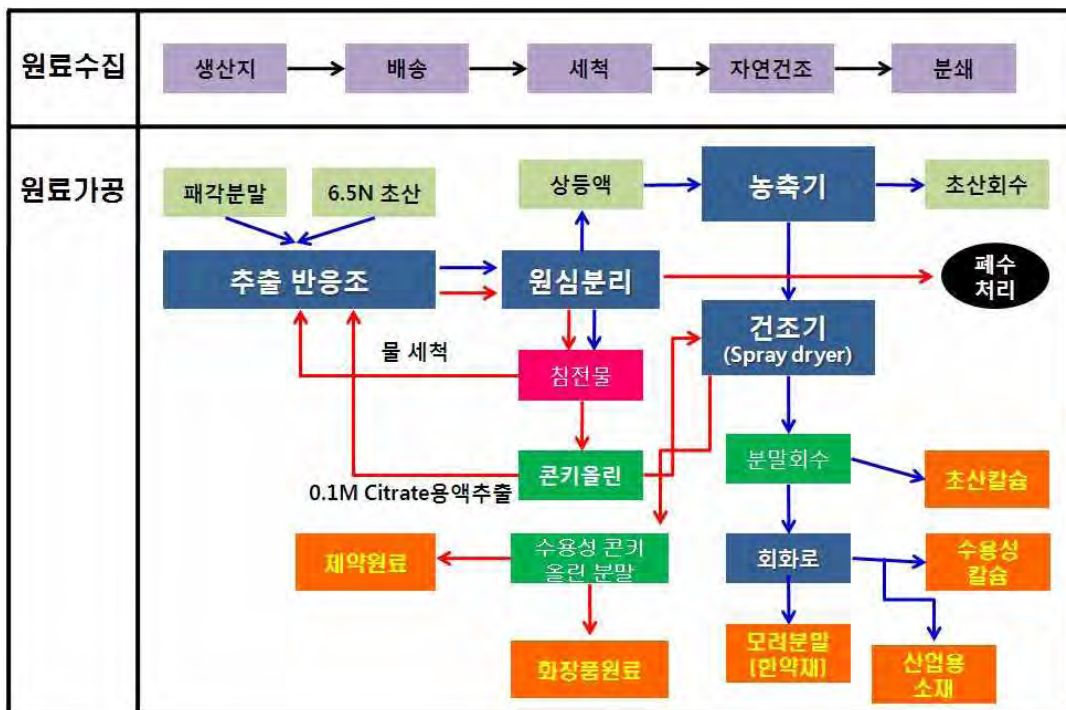 원료수집
생산지
배송
세척
자연건조
분쇄
원료가공
패각분말
6.5N 초산
상등액
농축기
초산회수
추출 반응조
원심분리
폐수
처리
건조기
(Spray dryer)
물 세척
침전물
콘키올린
분말회수
초산칼슘
0.1M Citrate용액추출
제약원료
수용성 콘키
올린 분말
회화로
수용성
칼슘
화장품원료
모려분말
[한약재]
산업용
소재